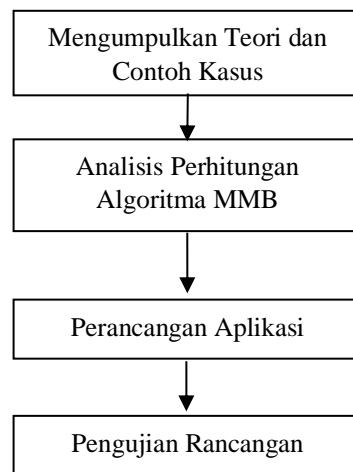 Mengumpulkan Teori dan
Contoh Kasus
Analisis Perhitungan
Algoritma MMB
Perancangan Aplikasi
Pengujian Rancangan